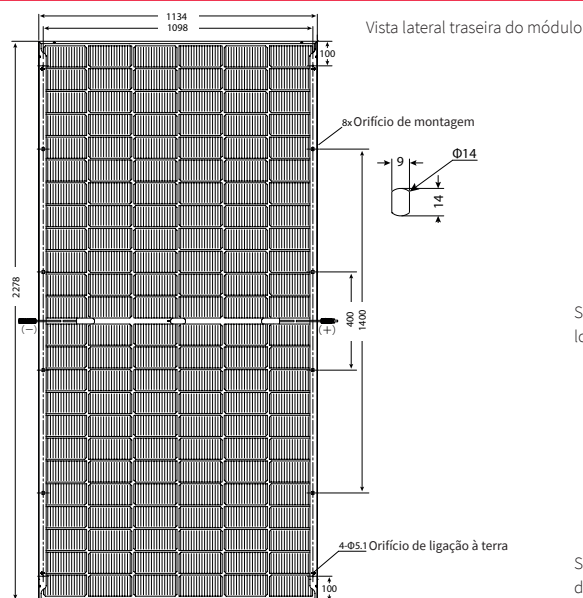 1134
Vista lateral traseira do módulo
1098
100
8x Orifício de montagem
9
Φ14
14
2278
400
1400
(-)
(+)
S
lo
4-Φ5.1 Orifício de ligação à terra
100
S
d